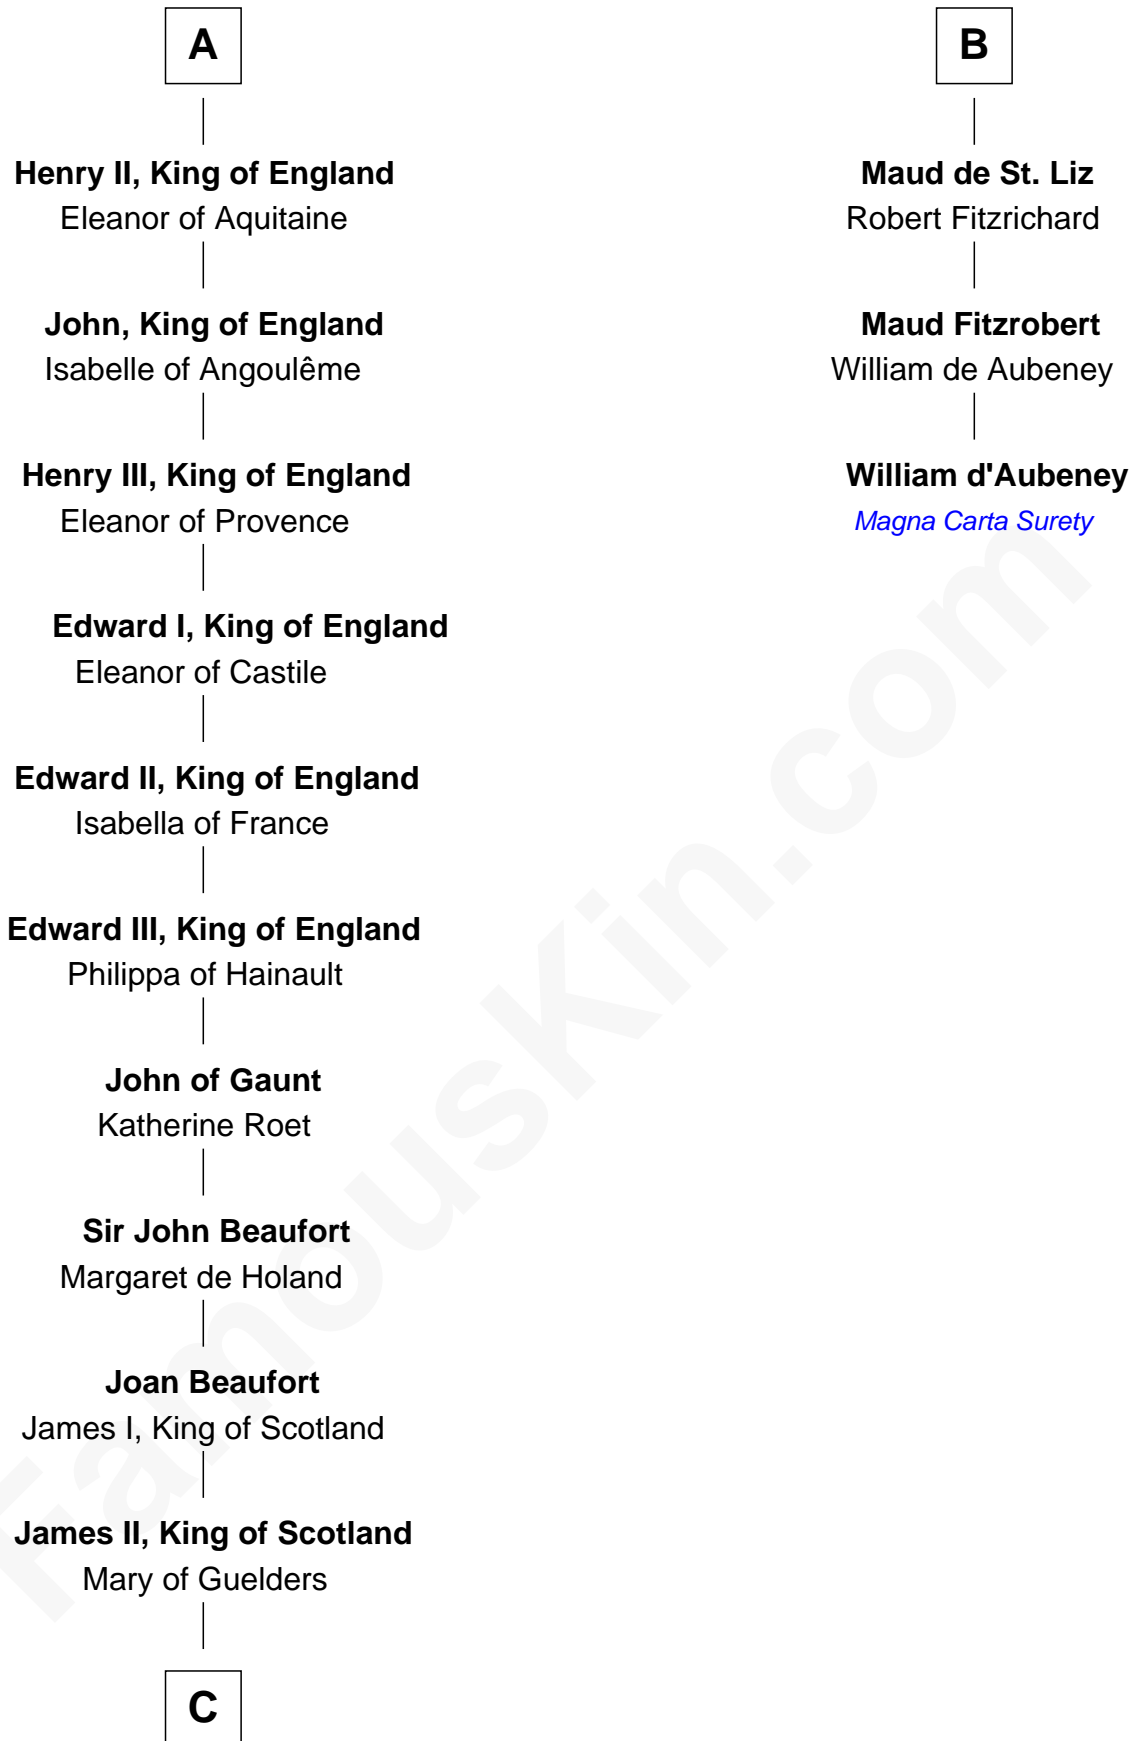 A
Henry II, King of England
Eleanor of Aquitaine
John, King of England
Isabelle of Angoulême
Henry III, King of England
Eleanor of Provence
Edward I, King of England
Eleanor of Castile
Edward II, King of England
Isabella of France
Edward III, King of England
Philippa of Hainault
John of Gaunt
Katherine Roet
Sir John Beaufort
Margaret de Holand
Joan Beaufort
James I, King of Scotland
James II, King of Scotland
Mary of Guelders
C
B
Maud de St. Liz
Robert Fitzrichard
Maud Fitzrobert
William de Aubeney
William d'Aubeney
Magna Carta Surety
FamousKin.com